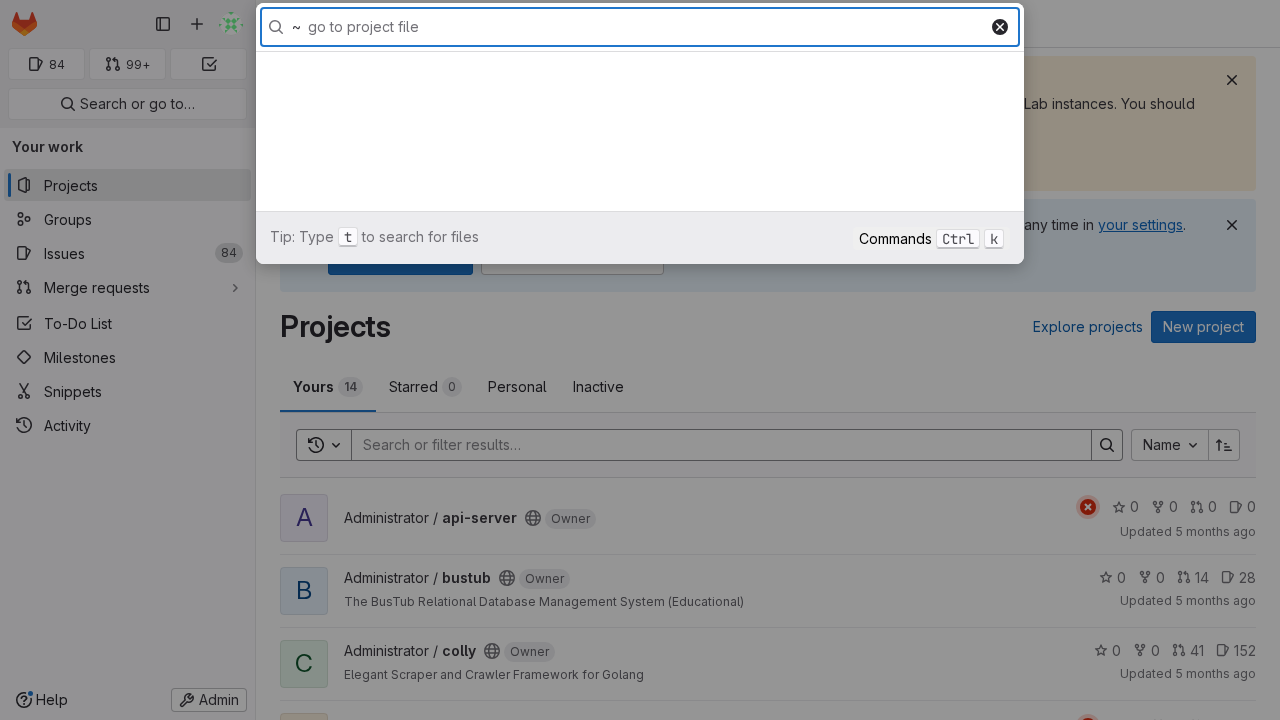 ~ go to project file
84
99+
Search or go to…
Lab instances. You should
Your work
Projects
Groups
Issues 84
Merge requests
To-Do List
Milestones
Snippets
Activity
Help
Admin
Tip: Type t to search for files
Commands Ctrl k
any time in your settings.
Projects
Explore projects
New project
Yours 14
Starred 0
Personal
Inactive
Search or filter results…
Name
A
Administrator / api-server
Owner
0 0 0 0
Updated 5 months ago
B
Administrator / bustub
Owner
0 0 14 28
The BusTub Relational Database Management System (Educational)
Updated 5 months ago
C
Administrator / colly
Owner
0 0 41 152
Elegant Scraper and Crawler Framework for Golang
Updated 5 months ago